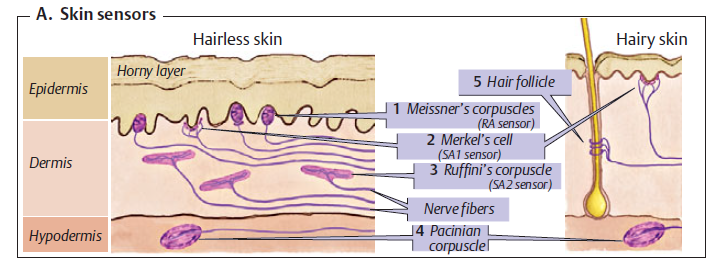 A. Skin sensors
Hairless skin
Hairy skin
Epidermis
Horny layer
5 Hair follicle
1 Meissner's corpuscles
(RA sensor)
2 Merkel's cell
(SA1 sensor)
Dermis
3 Ruffini's corpuscle
(SA2 sensor)
Nerve fibers
Hypodermis
4 Pacinian
corpuscle